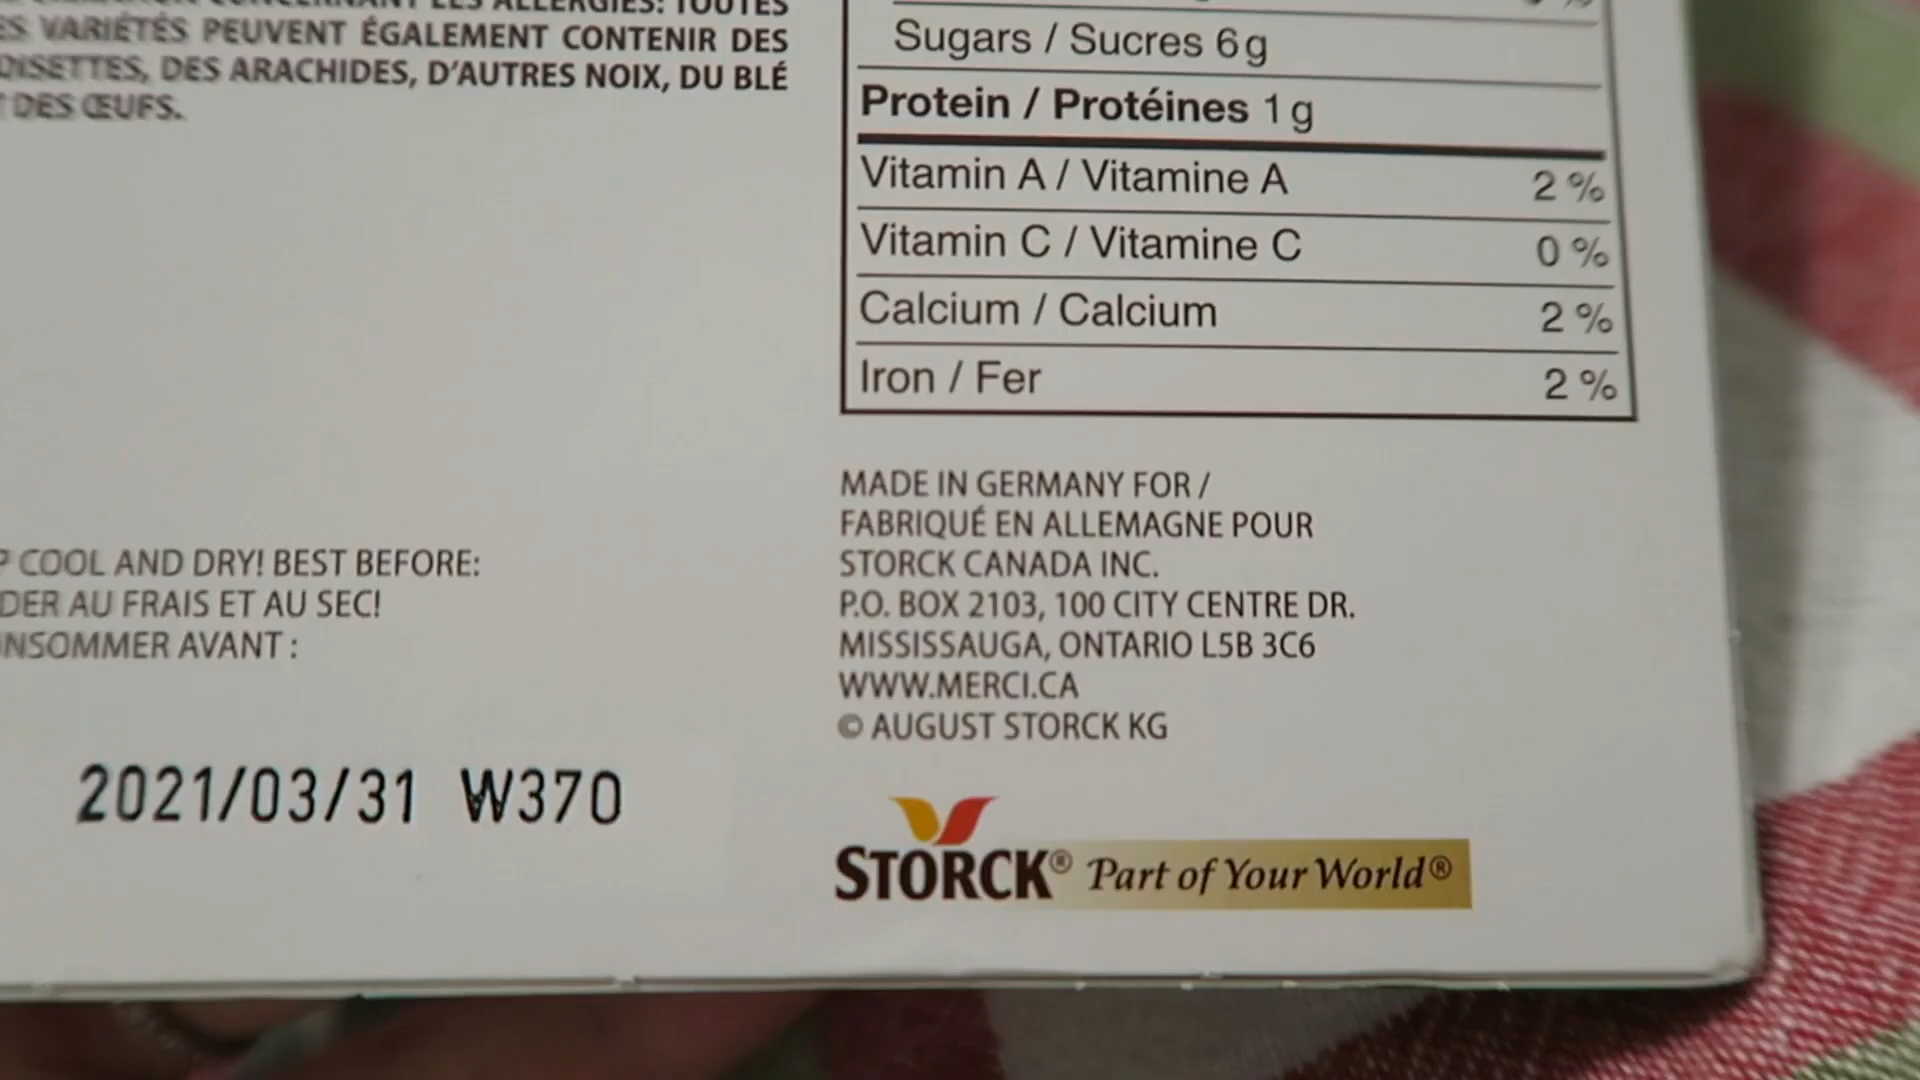 LES ALLERGIES: TOUTES
VARIÉTÉS PEUVENT ÉGALEMENT CONTENIR DES
DES ARACHIDES, D'AUTRES NOIX, DU BLÉ
DES ŒUFS.
COOL AND DRY! BEST BEFORE:
AU FRAIS ET AU SEC!
AVANT :
2021/03/31 W370
Sugars / Sucres 6 g
Protein / Protéines 1 g
Vitamin A / Vitamine A 2 %
Vitamin C / Vitamine C 0 %
Calcium / Calcium 2 %
Iron / Fer 2 %
MADE IN GERMANY FOR /
FABRIQUÉ EN ALLEMAGNE POUR
STORCK CANADA INC.
P.O. BOX 2103, 100 CITY CENTRE DR.
MISSISSAUGA, ONTARIO L5B 3C6
WWW.MERCI.CA
© AUGUST STORCK KG
STORCK® Part of Your World®